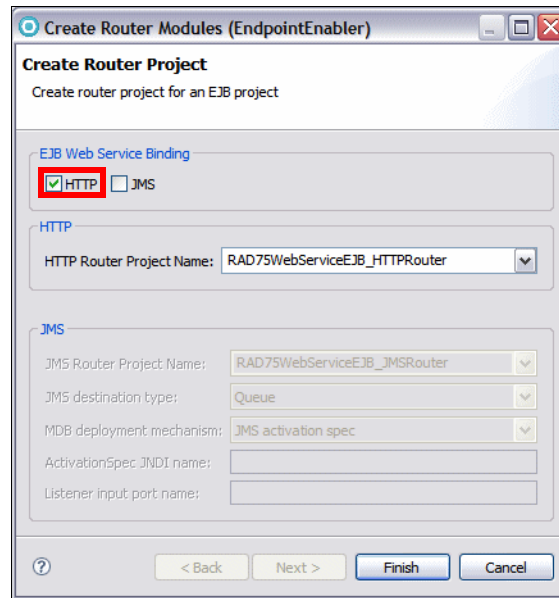 Create Router Modules (EndpointEnabler)
Create Router Project
Create router project for an EJB project
EJB Web Service Binding
HTTP JMS
HTTP
HTTP Router Project Name: RAD75WebServiceEJB_HTTPRouter
JMS
JMS Router Project Name: RAD75WebServiceEJB_JMSRouter
JMS destination type: Queue
MDB deployment mechanism: JMS activation spec
ActivationSpec JNDI name:
Listener input port name:
? < Back Next > Finish Cancel